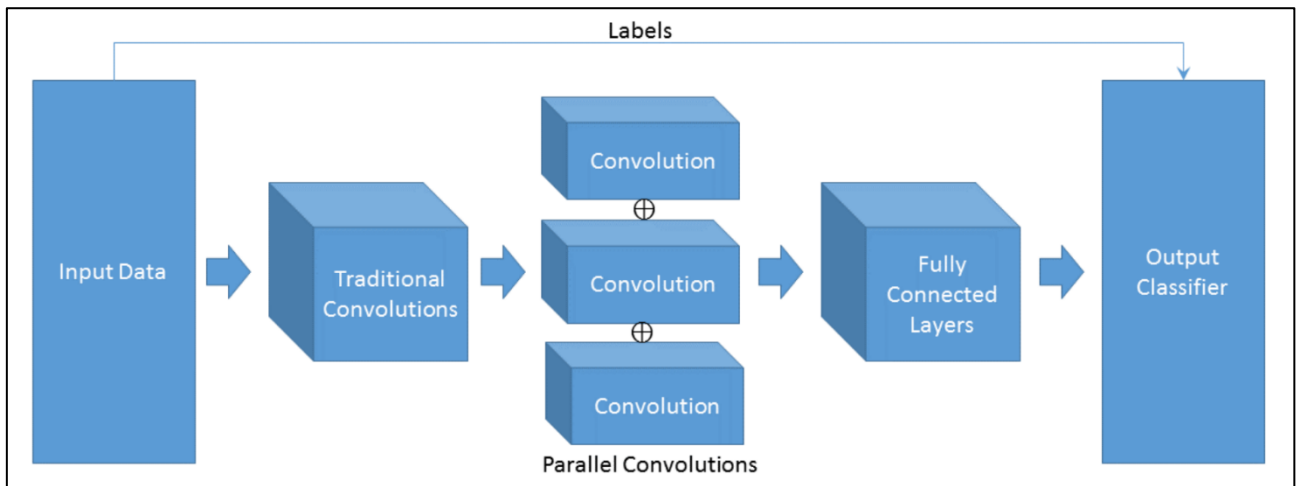 Labels
Input Data
Traditional
Convolutions
Convolution
Convolution
Convolution
Parallel Convolutions
Fully
Connected
Layers
Output
Classifier